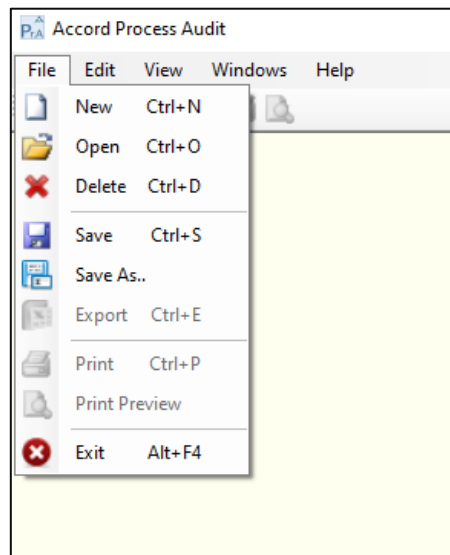 PrA Accord Process Audit
File Edit View Windows Help
New Ctrl+N
Open Ctrl+O
Delete Ctrl+D
Save Ctrl+S
Save As..
Export Ctrl+E
Print Ctrl+P
Print Preview
Exit Alt+F4